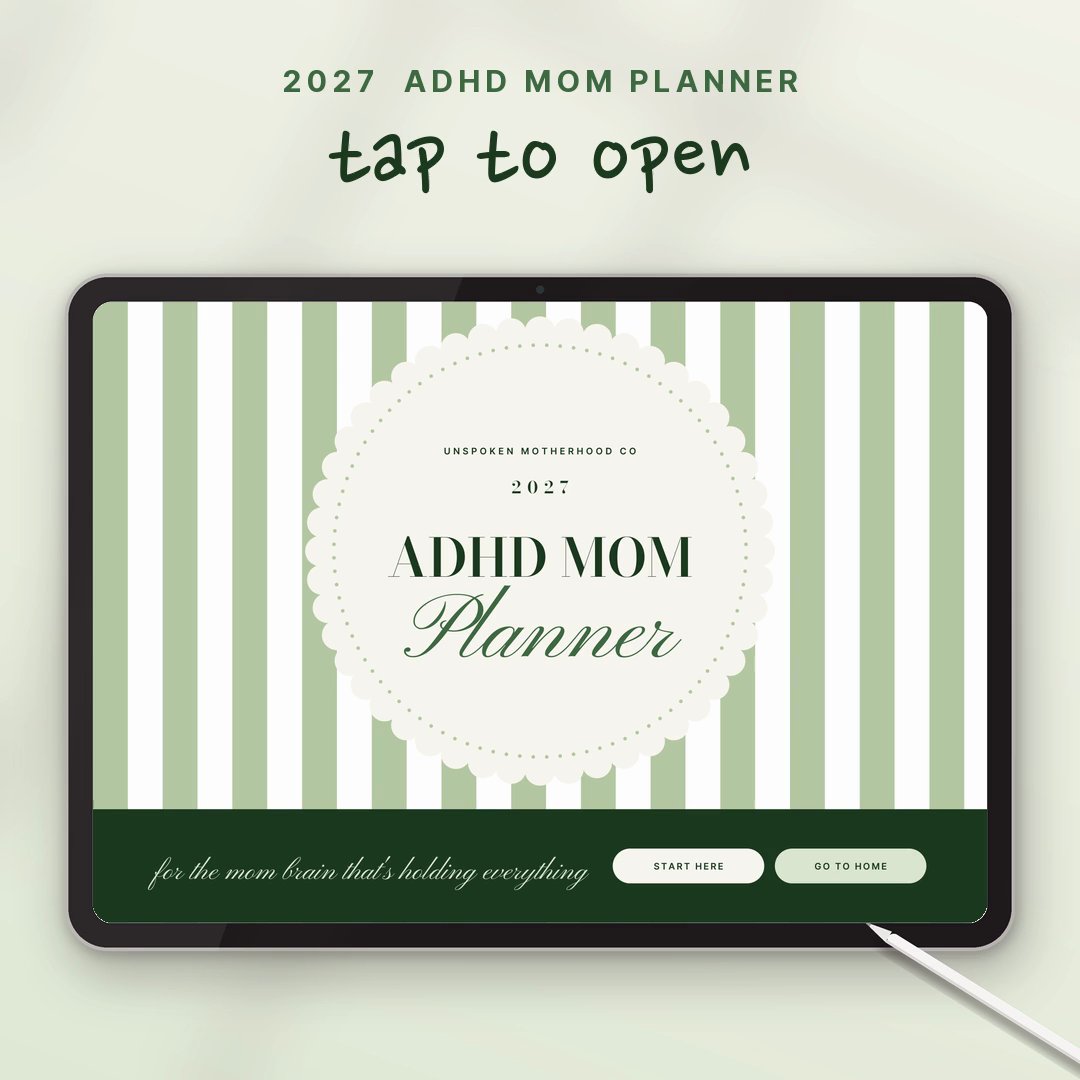 2027 ADHD MOM PLANNER
tap to open
UNSPOKEN MOTHERHOOD CO
2027
ADHD MOM
Planner
for the mom brain that's holding everything
START HERE
GO TO HOME